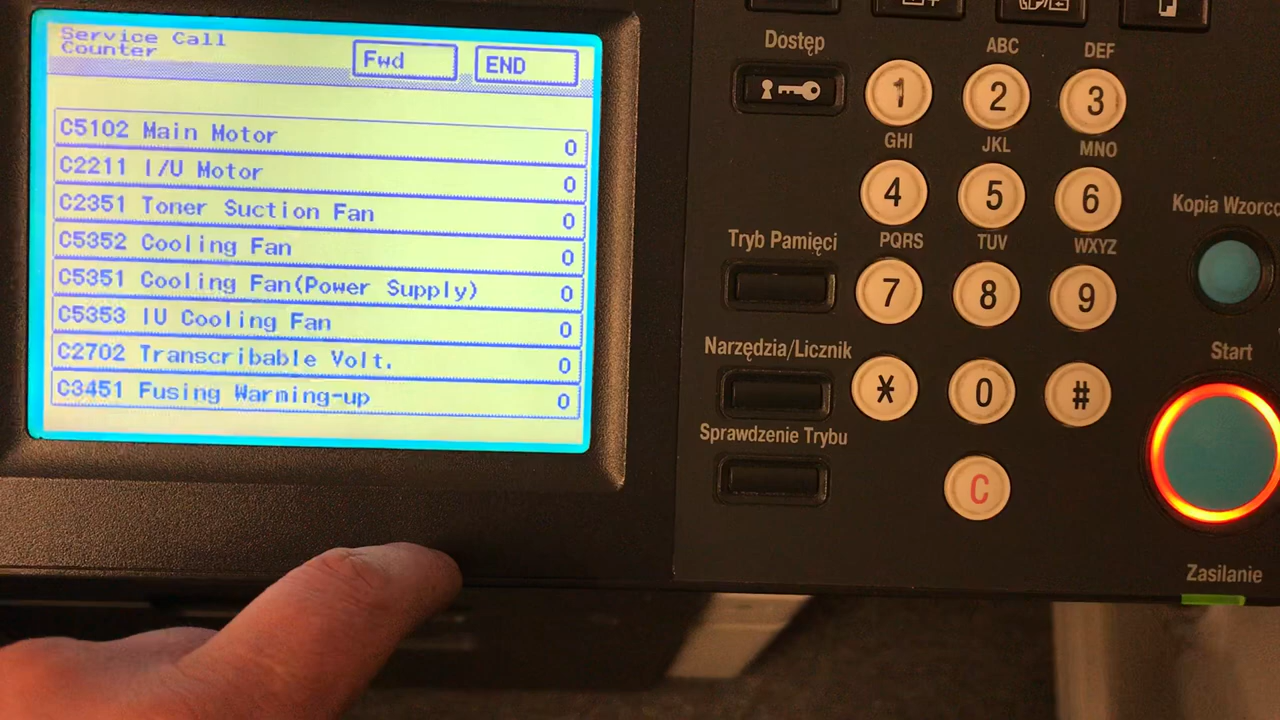 Service Call
Counter
Fwd
END
C5102 Main Motor 0
C2211 I/U Motor 0
C2351 Toner Suction Fan 0
C5352 Cooling Fan 0
C5351 Cooling Fan(Power Supply) 0
C5353 IU Cooling Fan 0
C2702 Transcribable Volt. 0
C3451 Fusing Warming-up 0
Dostęp
Tryb Pamięci
Narzędzia/Licznik
Sprawdzenie Trybu
ABC DEF
1 2 3
GHI JKL MNO
4 5 6
PQRS TUV WXYZ
7 8 9
* 0 #
C
Kopia Wzorco
Start
Zasilanie